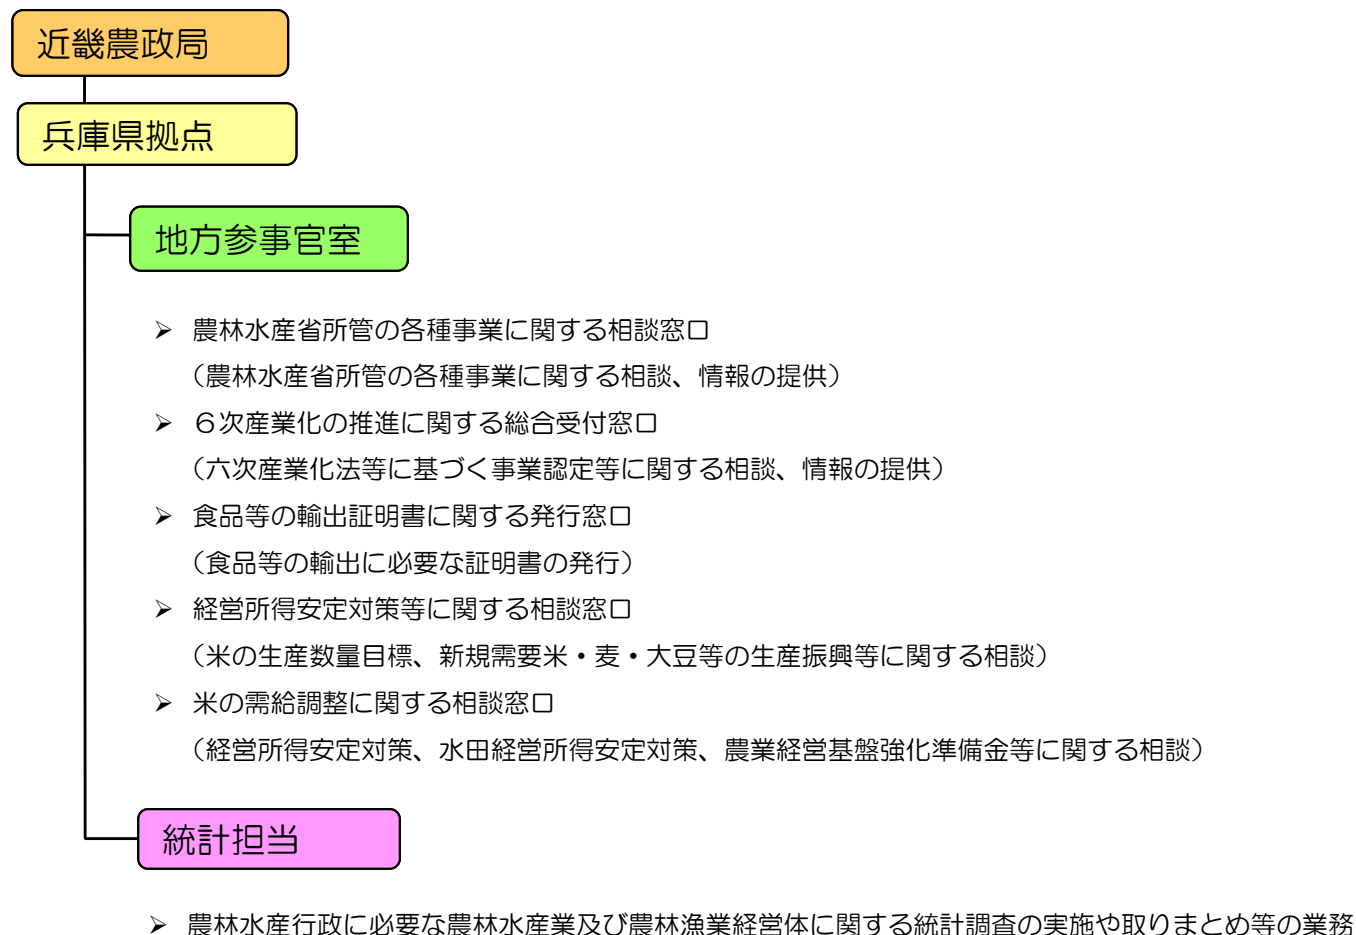 近畿農政局
兵庫県拠点
地方参事官室
➢ 農林水産省所管の各種事業に関する相談窓口
（農林水産省所管の各種事業に関する相談、情報の提供）
➢ ６次産業化の推進に関する総合受付窓口
（六次産業化法等に基づく事業認定等に関する相談、情報の提供）
➢ 食品等の輸出証明書に関する発行窓口
（食品等の輸出に必要な証明書の発行）
➢ 経営所得安定対策等に関する相談窓口
（米の生産数量目標、新規需要米・麦・大豆等の生産振興等に関する相談）
➢ 米の需給調整に関する相談窓口
（経営所得安定対策、水田経営所得安定対策、農業経営基盤強化準備金等に関する相談）
統計担当
➢ 農林水産行政に必要な農林水産業及び農林漁業経営体に関する統計調査の実施や取りまとめ等の業務